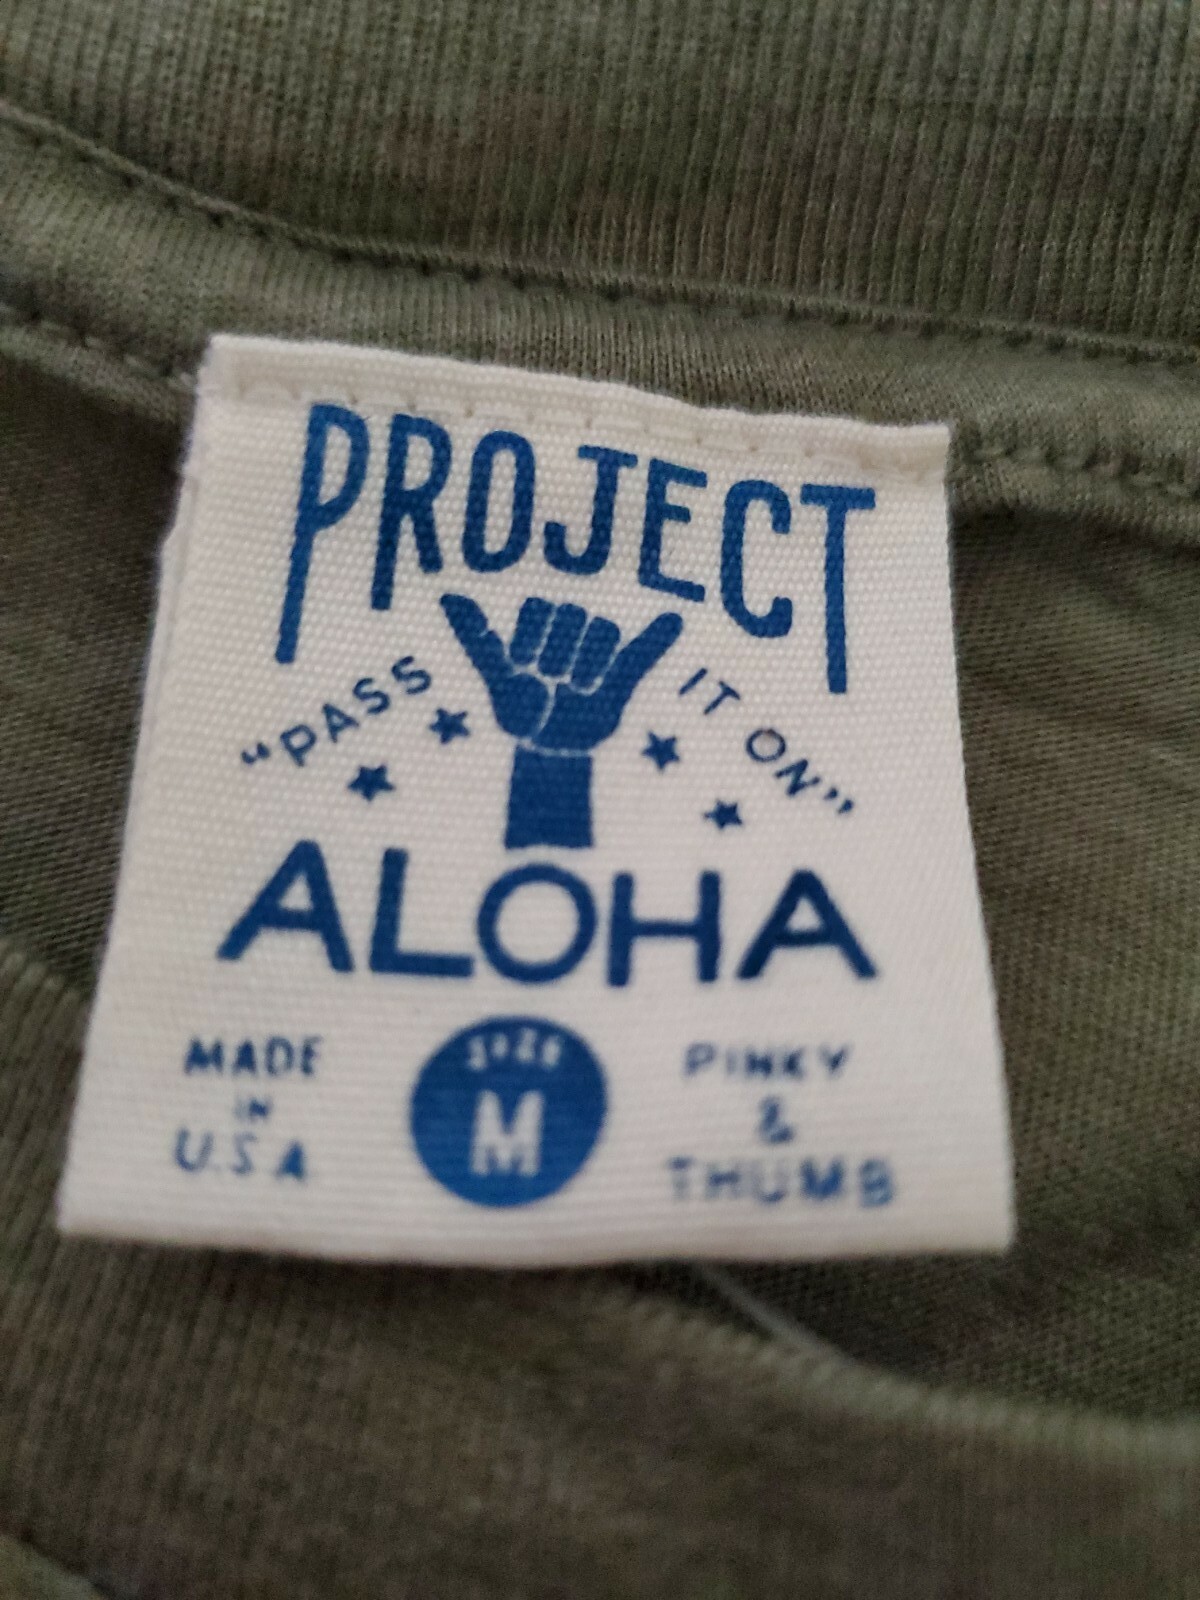 PROJECT
"PASS IT ON"
ALOHA
MADE
IN
U.S.A
SIZE
M
PINKY
&
THUMB